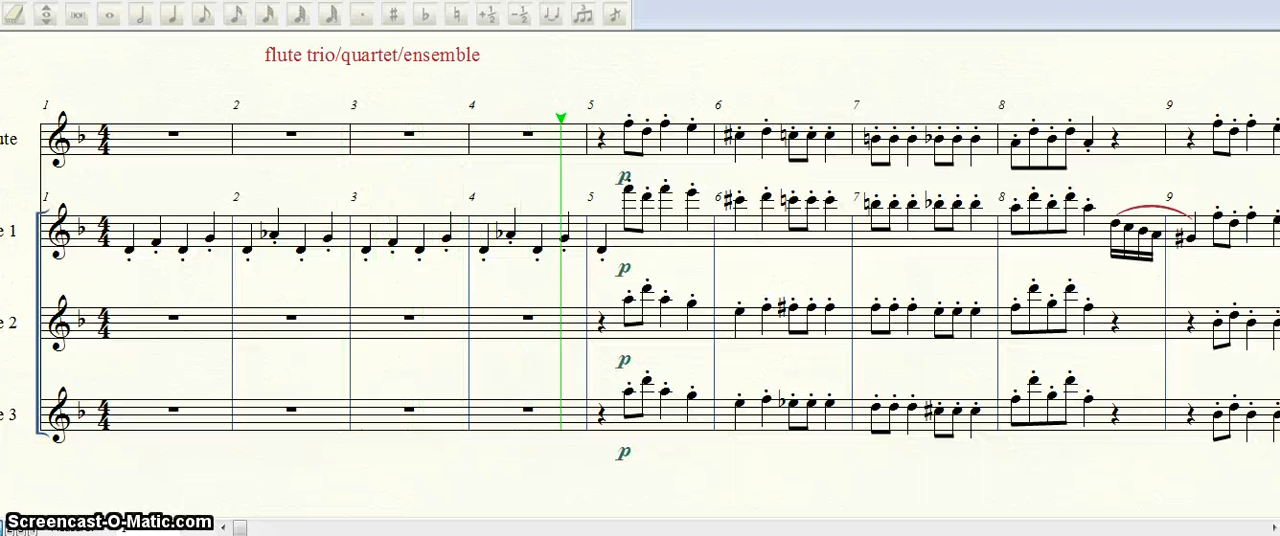 flute trio/quartet/ensemble
1 2 3 4 5 6 7 8 9
ute
p
1 2 3 4 5 6 7 8 9
e 1
p
e 2
p
e 3
p
Screencast-O-Matic.com